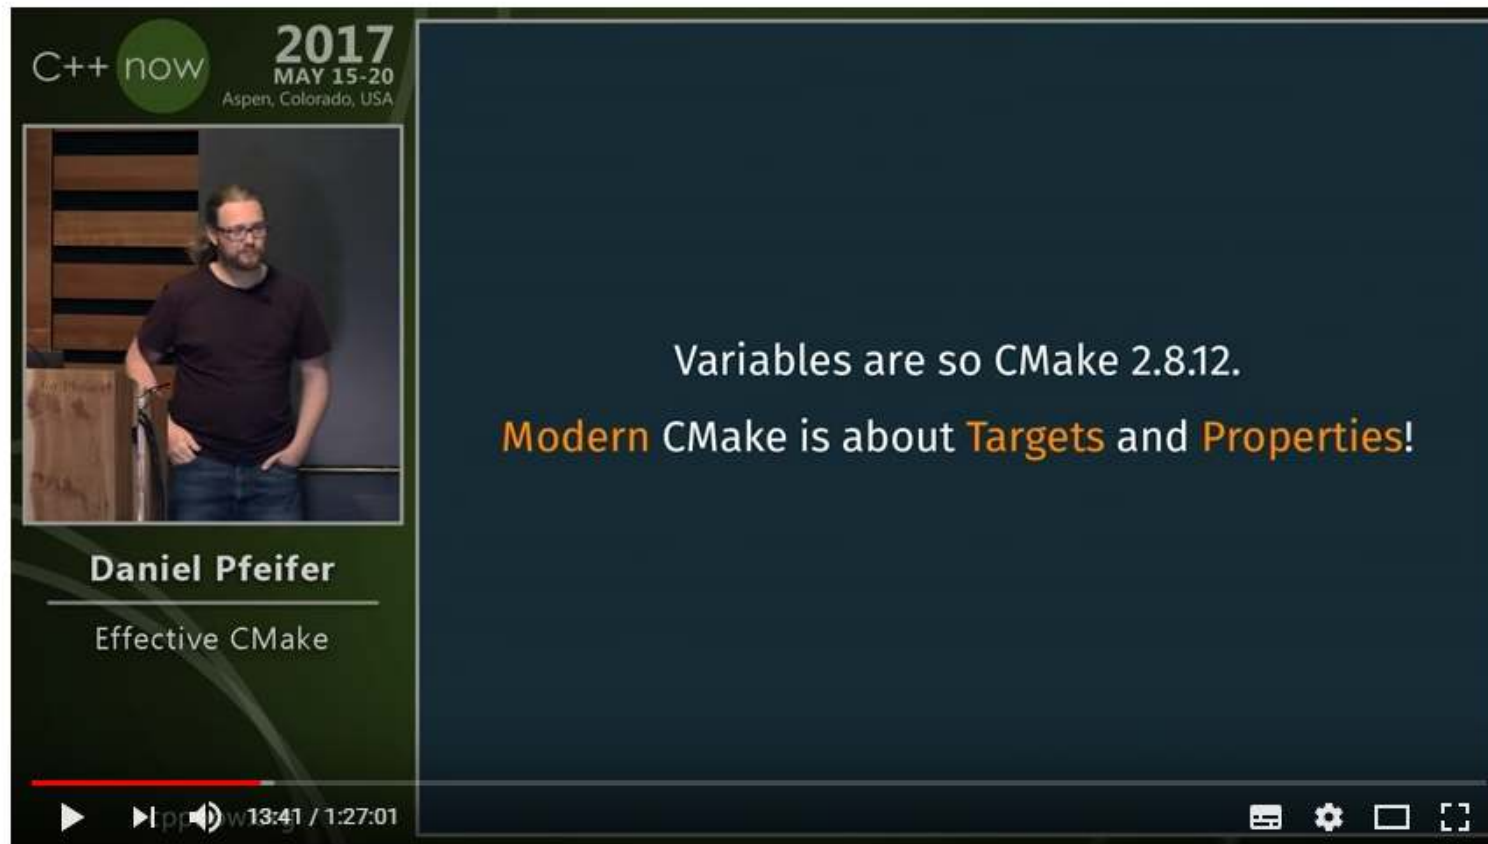 C++ now
2017
MAY 15-20
Aspen, Colorado, USA
Variables are so CMake 2.8.12.
Modern CMake is about Targets and Properties!
Daniel Pfeifer
Effective CMake
13:41 / 1:27:01